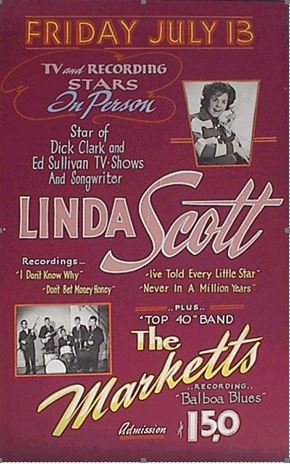 FRIDAY JULY 13
TV and RECORDING
STARS
On Person
Star of
Dick Clark and
Ed Sullivan TV-Shows
And Songwriter
LINDA Scott
Recordings...
"I Don't Know Why"
"Don't Bet Money Honey"
"I've Told Every Little Star"
"Never In A Million Years"
..PLUS..
"TOP 40" BAND
The
Marketts
..RECORDING..
"Balboa Blues"
Admission $1.50